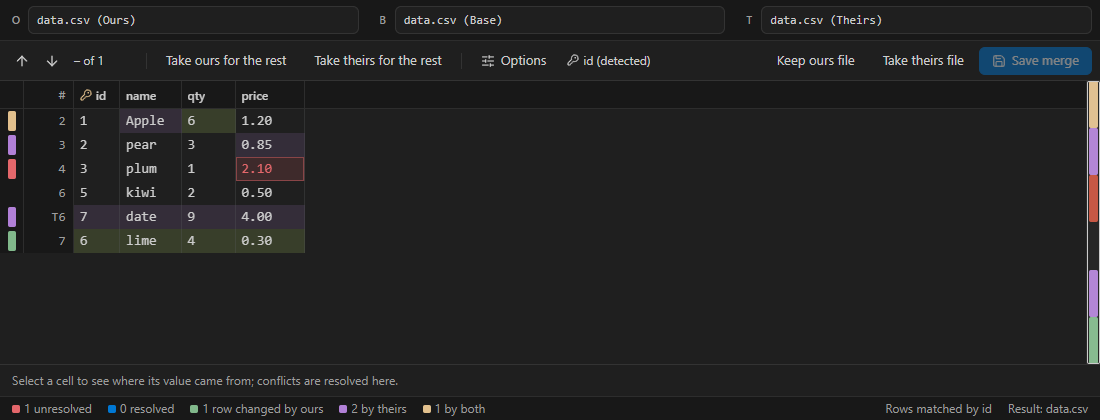 O data.csv (Ours) B data.csv (Base) T data.csv (Theirs)
– of 1 Take ours for the rest Take theirs for the rest Options id (detected) Keep ours file Take theirs file Save merge
# id name qty price
2 1 Apple 6 1.20
3 2 pear 3 0.85
4 3 plum 1 2.10
6 5 kiwi 2 0.50
T6 7 date 9 4.00
7 6 lime 4 0.30
Select a cell to see where its value came from; conflicts are resolved here.
1 unresolved 0 resolved 1 row changed by ours 2 by theirs 1 by both Rows matched by id Result: data.csv